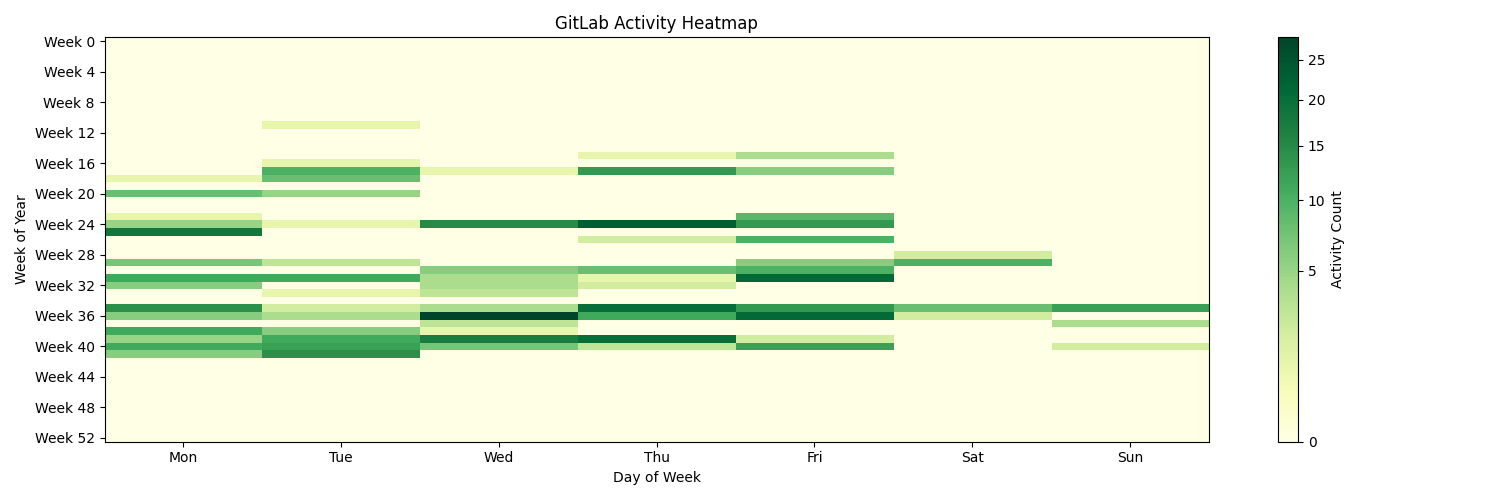 GitLab Activity Heatmap
Week of Year
Week 0
Week 4
Week 8
Week 12
Week 16
Week 20
Week 24
Week 28
Week 32
Week 36
Week 40
Week 44
Week 48
Week 52
Mon Tue Wed Thu Fri Sat Sun
Day of Week
25
20
15
10
5
0
Activity Count